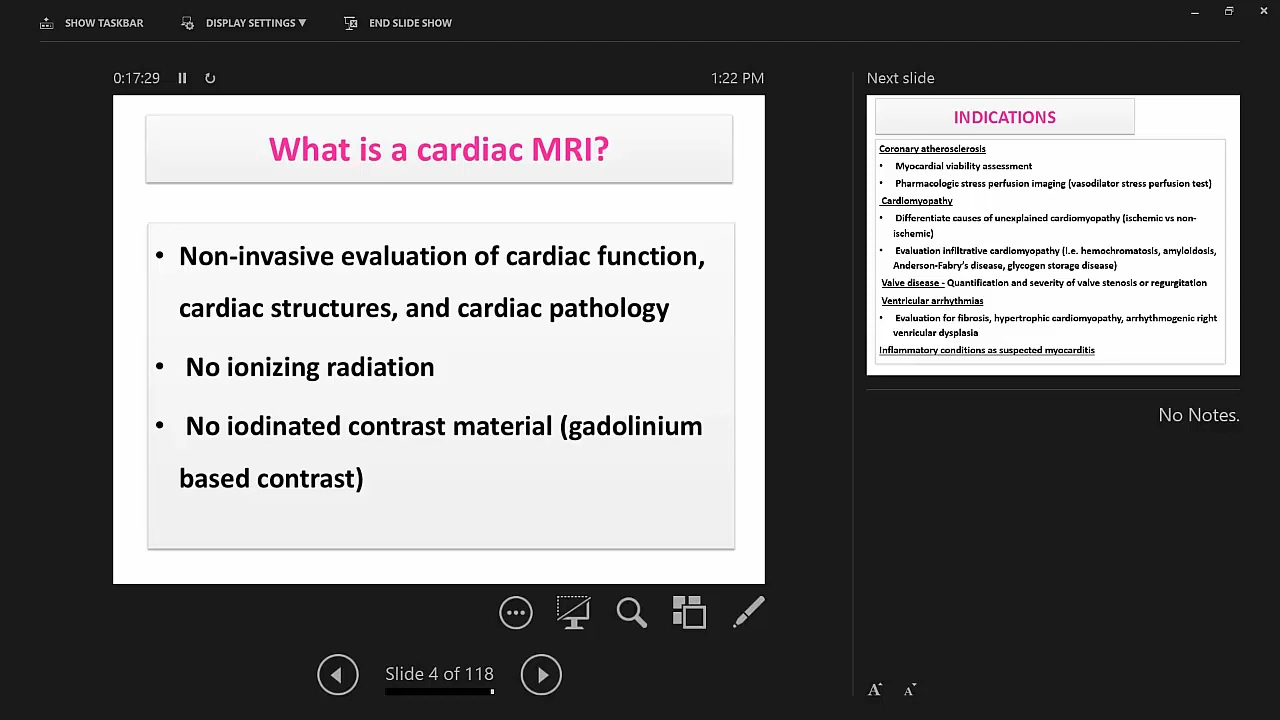 SHOW TASKBAR
DISPLAY SETTINGS ▼
END SLIDE SHOW
0:17:29
1:22 PM
What is a cardiac MRI?
• Non-invasive evaluation of cardiac function,
cardiac structures, and cardiac pathology
• No ionizing radiation
• No iodinated contrast material (gadolinium
based contrast)
Slide 4 of 118
Next slide
INDICATIONS
Coronary atherosclerosis
• Myocardial viability assessment
• Pharmacologic stress perfusion imaging (vasodilator stress perfusion test)
Cardiomyopathy
• Differentiate causes of unexplained cardiomyopathy (ischemic vs non-
ischemic)
• Evaluation infiltrative cardiomyopathy (i.e. hemochromatosis, amyloidosis,
Anderson-Fabry's disease, glycogen storage disease)
Valve disease - Quantification and severity of valve stenosis or regurgitation
Ventricular arrhythmias
• Evaluation for fibrosis, hypertrophic cardiomyopathy, arrhythmogenic right
venricular dysplasia
Inflammatory conditions as suspected myocarditis
No Notes.
A A